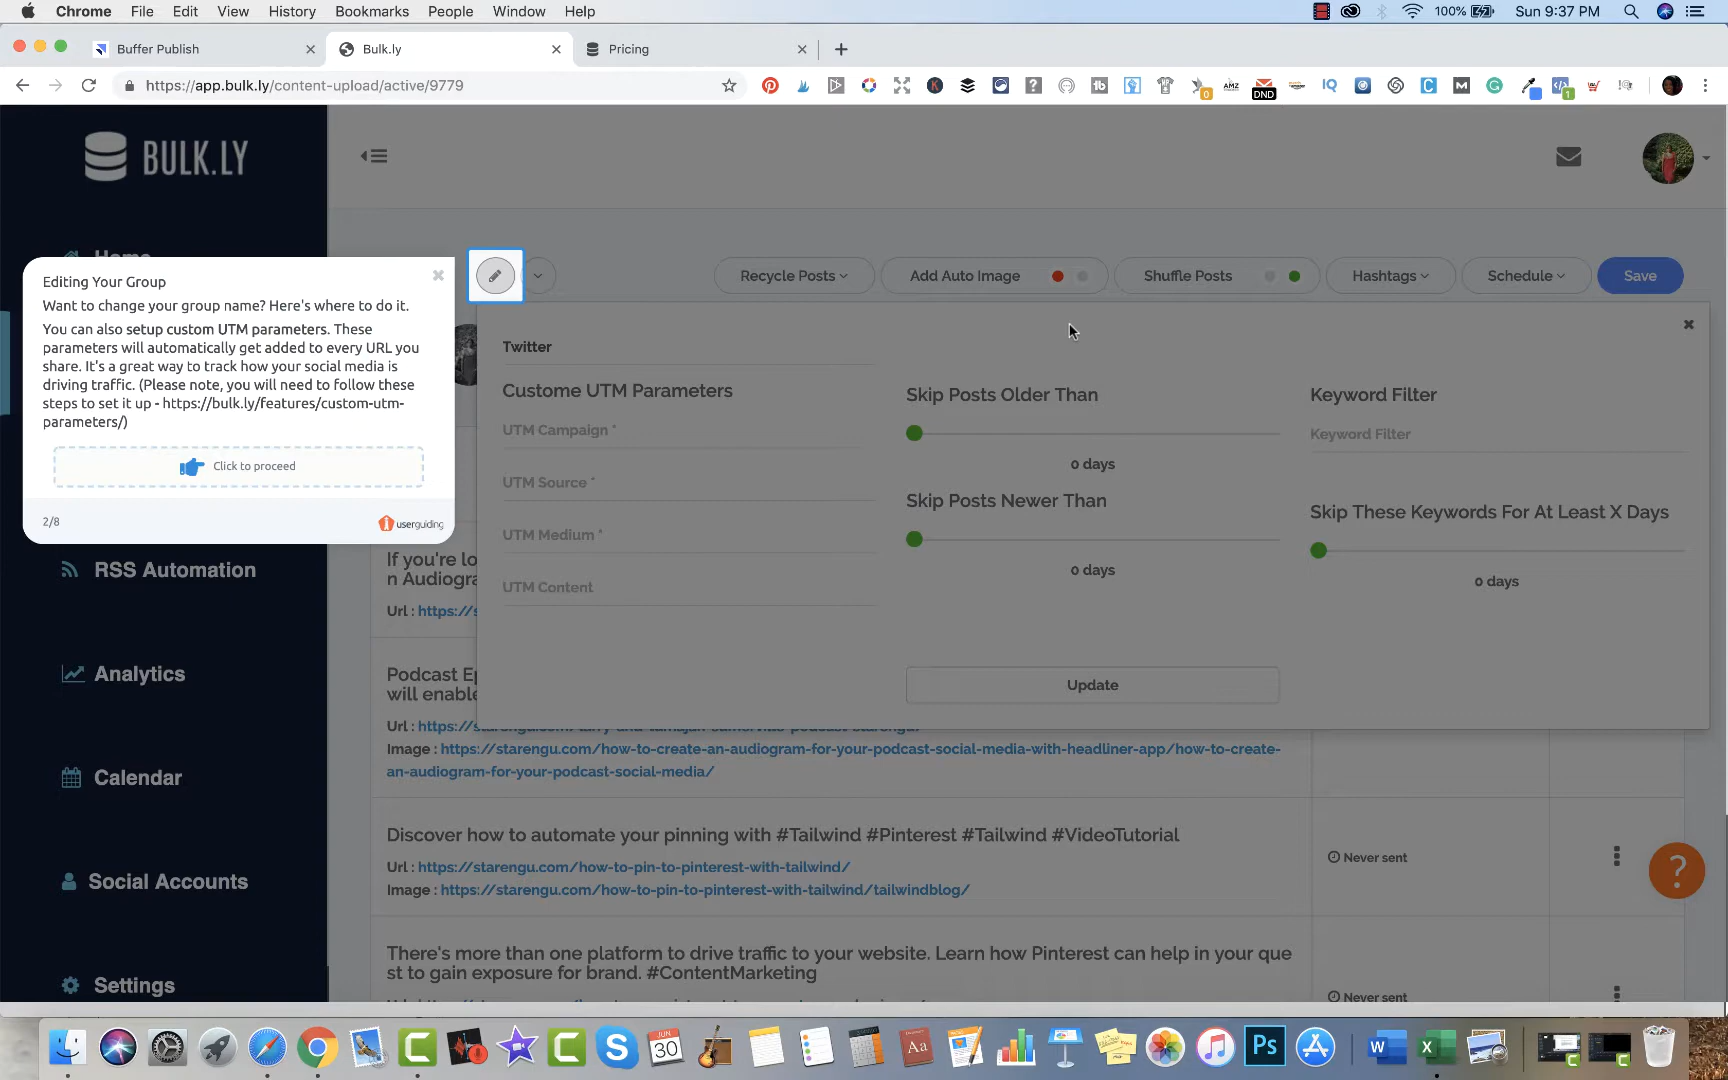 Chrome File Edit View History Bookmarks People Window Help
100% Sun 9:37 PM
Buffer Publish
Bulk.ly
Pricing
https://app.bulk.ly/content-upload/active/9779
DND
BULK.LY
Editing Your Group
Want to change your group name? Here's where to do it.
You can also setup custom UTM parameters. These
parameters will automatically get added to every URL you
share. It's a great way to track how your social media is
driving traffic. (Please note, you will need to follow these
steps to set it up - https://bulk.ly/features/custom-utm-
parameters/)
Click to proceed
2/8
userguiding
RSS Automation
Analytics
Calendar
Social Accounts
Settings
Recycle Posts
Add Auto Image
Shuffle Posts
Hashtags
Schedule
Save
Twitter
Custome UTM Parameters
UTM Campaign *
UTM Source *
UTM Medium *
UTM Content
Skip Posts Older Than
0 days
Skip Posts Newer Than
0 days
Keyword Filter
Keyword Filter
Skip These Keywords For At Least X Days
0 days
Update
If you're lo
n Audiogra
Url : https://s
Podcast Ep
will enable
Url : https://s
Image : https://starengu.com/how-to-create-an-audiogram-for-your-podcast-social-media-with-headliner-app/how-to-create-
an-audiogram-for-your-podcast-social-media/
Discover how to automate your pinning with #Tailwind #Pinterest #Tailwind #VideoTutorial
Url : https://starengu.com/how-to-pin-to-pinterest-with-tailwind/
Image : https://starengu.com/how-to-pin-to-pinterest-with-tailwind/tailwindblog/
Never sent
There's more than one platform to drive traffic to your website. Learn how Pinterest can help in your que
st to gain exposure for brand. #ContentMarketing
Never sent
JUN
30